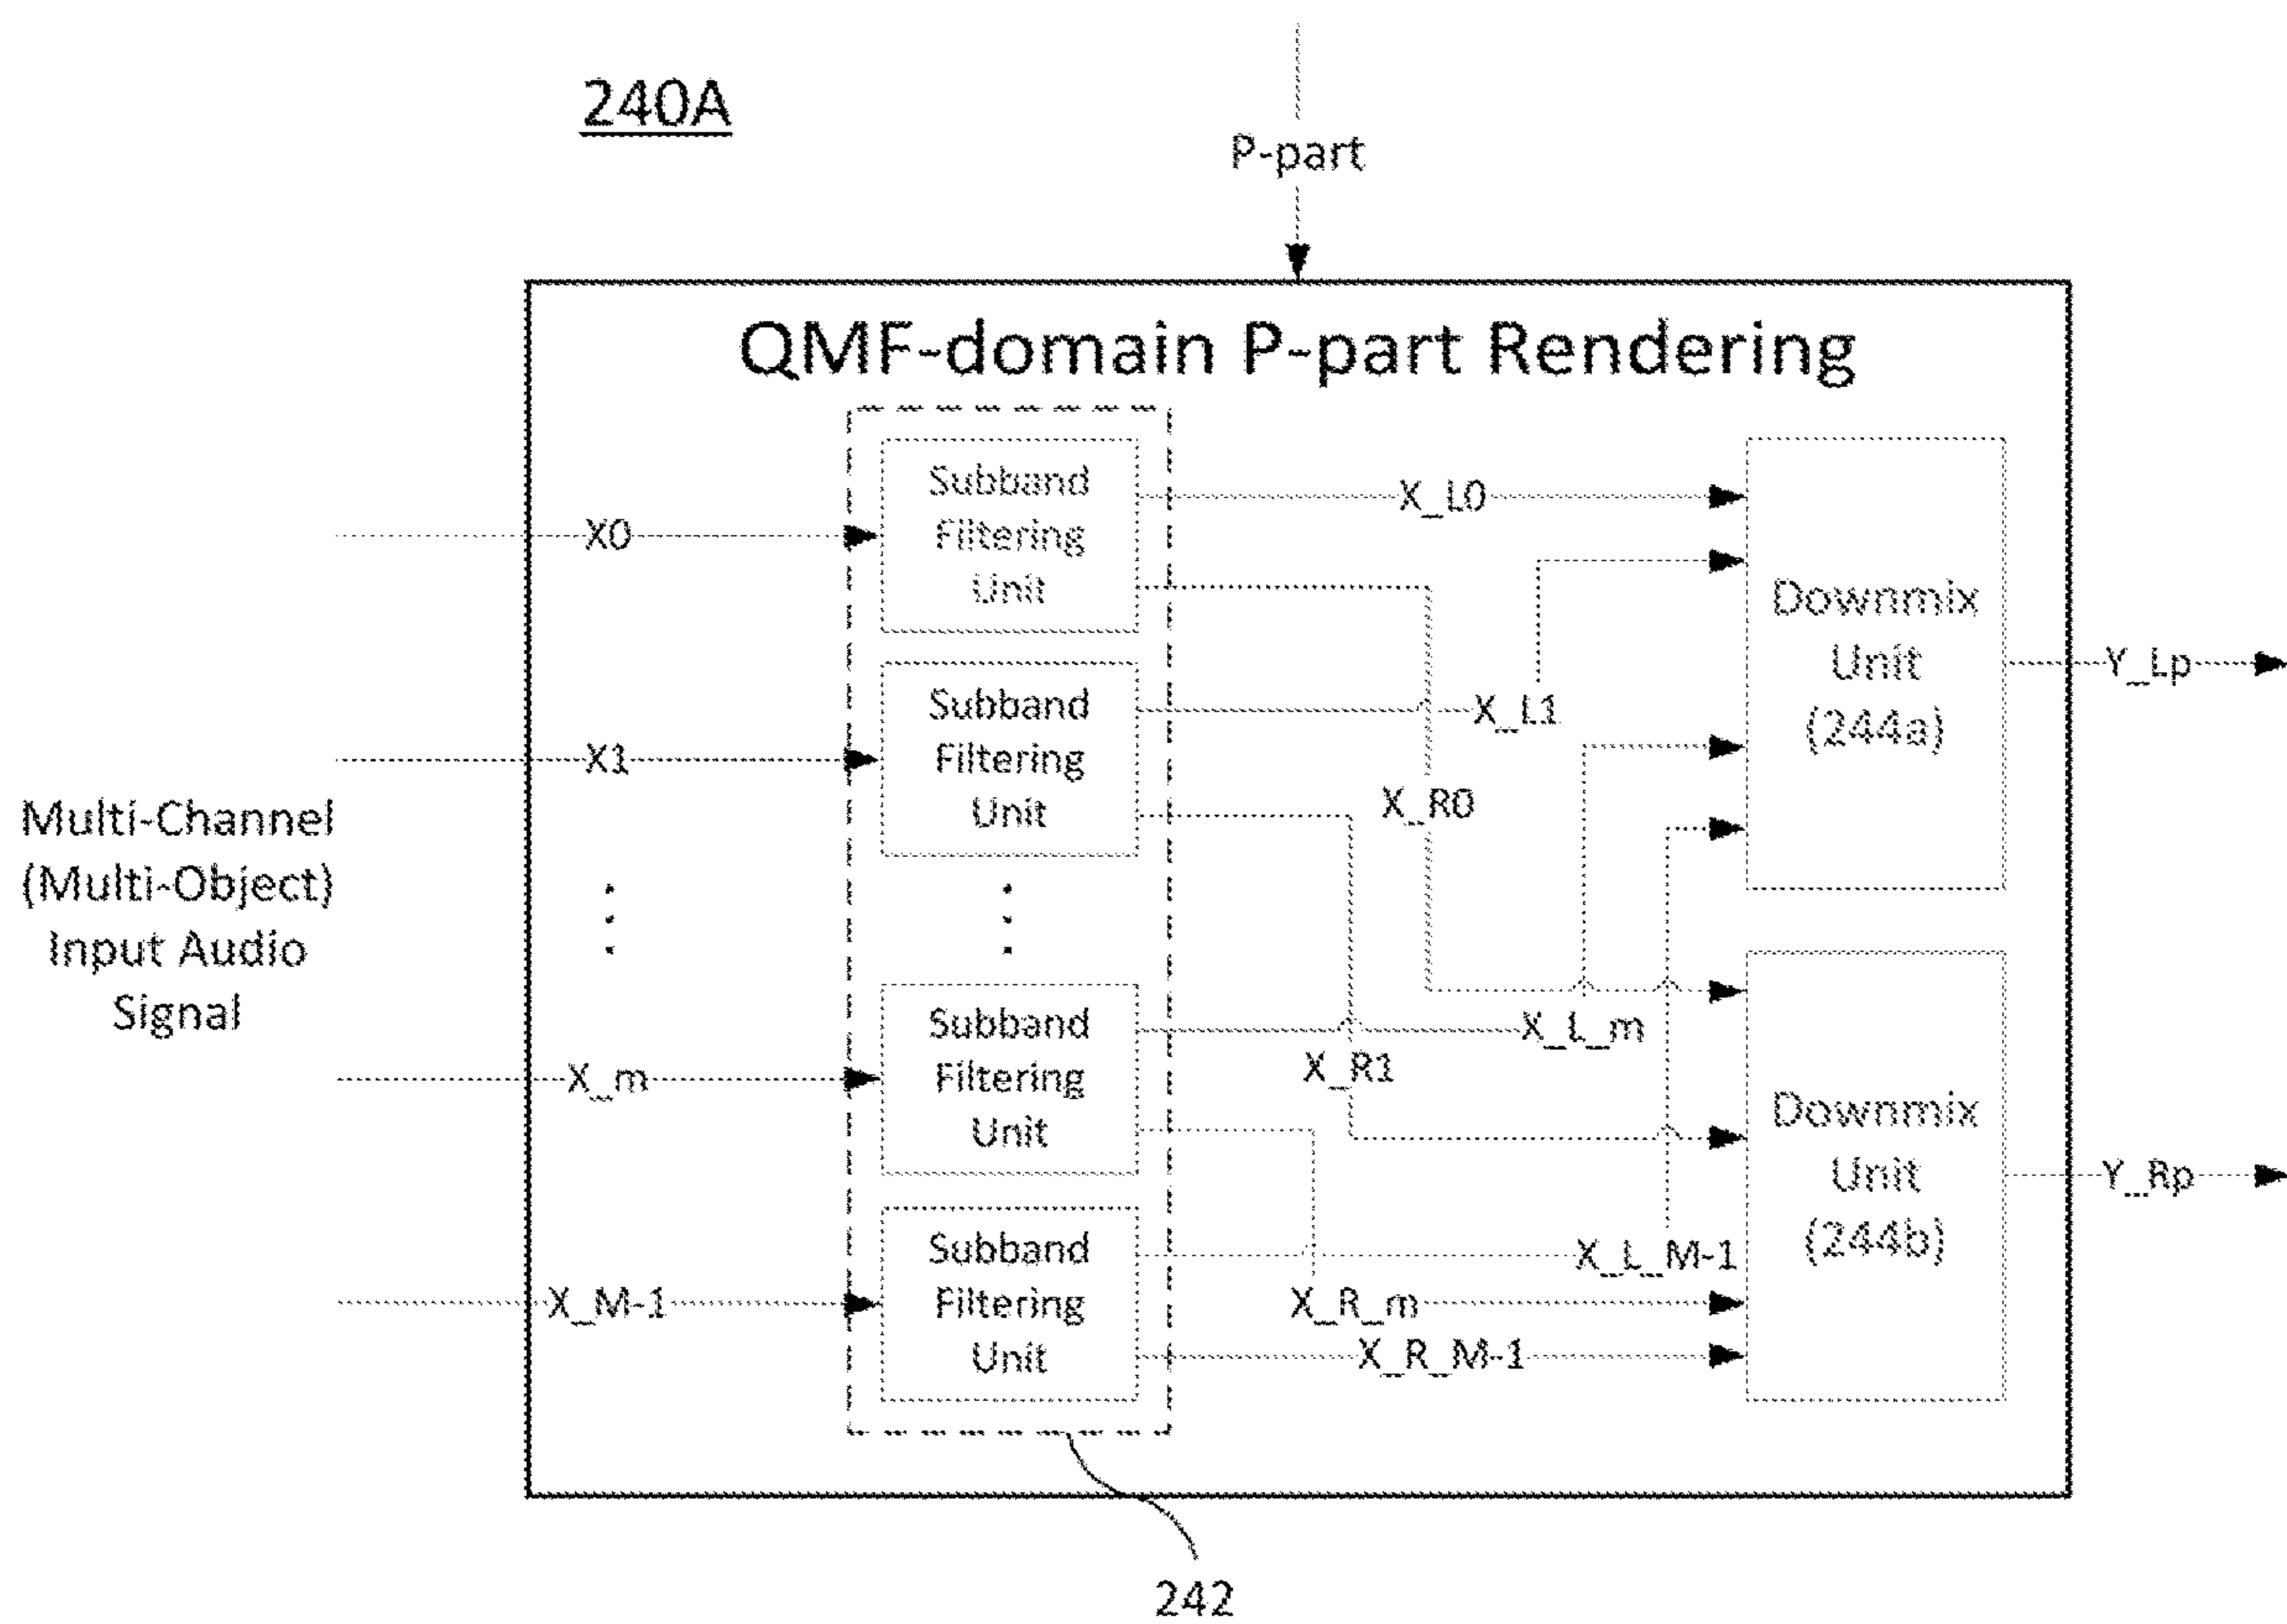 240A
P-part
QMF-domain P-part Rendering
Multi-Channel
(Multi-Object)
Input Audio
Signal
X0
X1
X_m
X_M-1
Subband
Filtering
Unit
Subband
Filtering
Unit
Subband
Filtering
Unit
Subband
Filtering
Unit
X_L0
X_L1
X_R0
X_L_m
X_R1
X_L_M-1
X_R_m
X_R_M-1
Downmix
Unit
(244a)
Downmix
Unit
(244b)
Y_Lp
Y_Rp
242